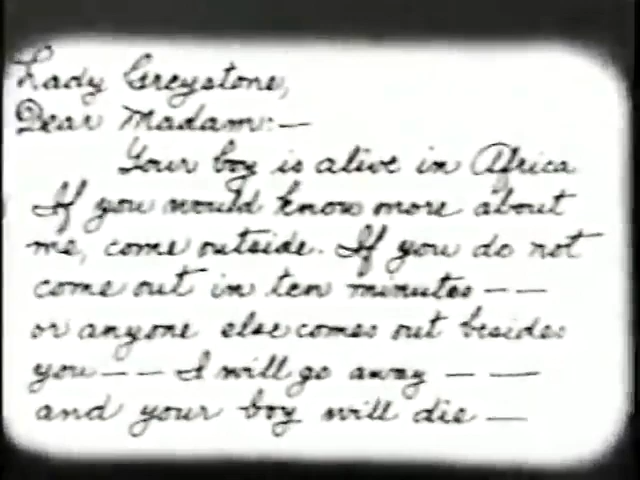 Lady Greystone,
Dear Madam:—
Your boy is alive in Africa
If you would know more about
me, come outside. If you do not
come out in ten minutes — —
or anyone else comes out besides
you — — I will go away — —
and your boy will die —